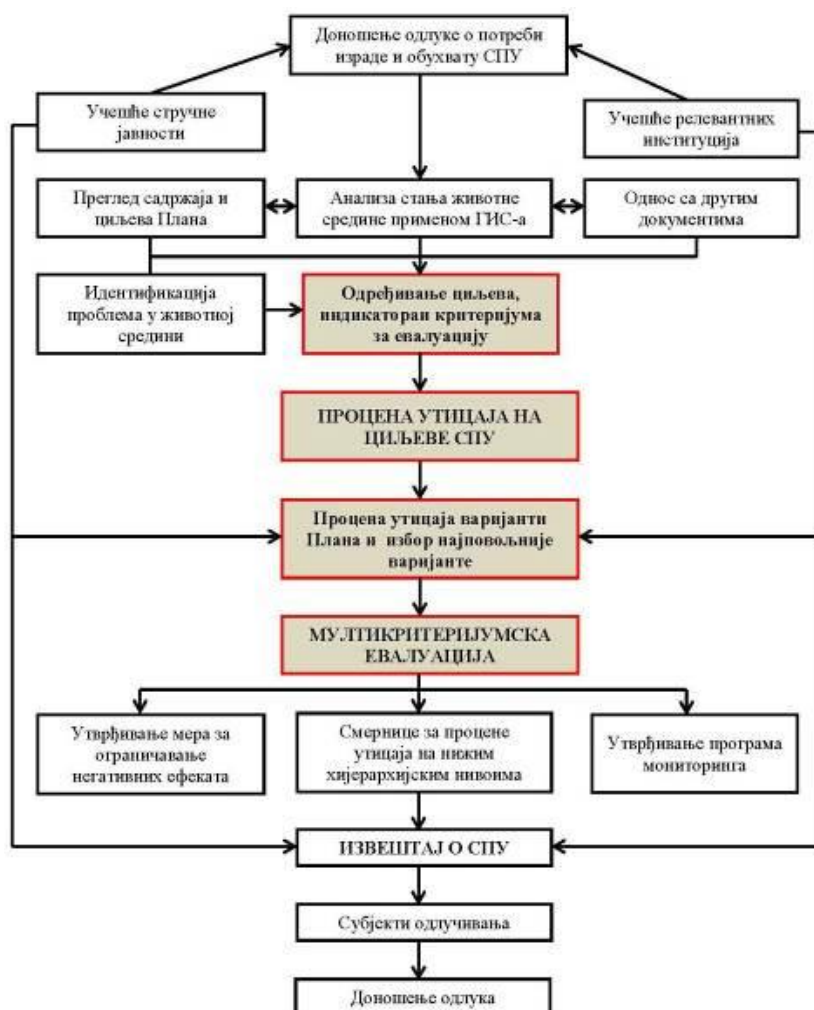 Доношење одлуке о потреби
израде и обухвату СПУ
Учешће стручне
јавности
Учешће релевантних
институција
Преглед садржаја и
циљева Плана
Анализа стања животне
средине применом ГИС-а
Однос са другим
документима
Идентификација
проблема у животној
средини
Одређивање циљева,
индикатораи критеријума
за евалуацију
ПРОЦЕНА УТИЦАЈА НА
ЦИЉЕВЕ СПУ
Процена утицаја варијанти
Плана и избор најповољније
варијанте
МУЛТИКРИТЕРИЈУМСКА
ЕВАЛУАЦИЈА
Утврђивање мера за
ограничавање
негативних ефеката
Смернице за процене
утицаја на нижим
хијерархијским нивоима
Утврђивање програма
мониторинга
ИЗВЕШТАЈ О СПУ
Субјекти одлучивања
Доношење одлука